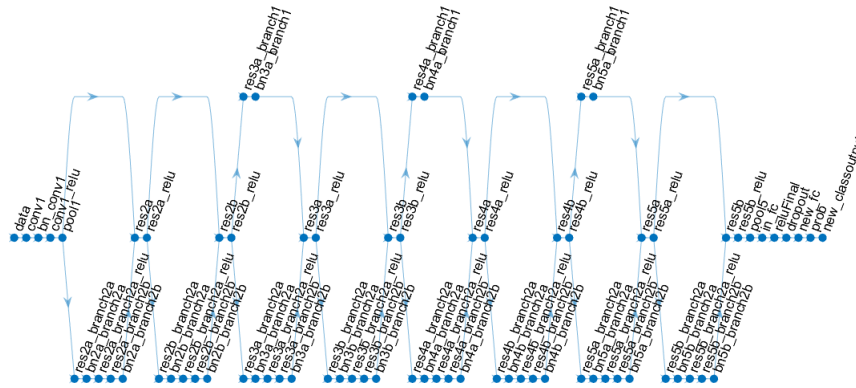 data
conv1
bn_conv1
conv1_relu
pool1
res2a_branch2a
bn2a_branch2a
res2a_branch2a_relu
res2a_branch2b
bn2a_branch2b
res2a
res2a_relu
res2b_branch2a
bn2b_branch2a
res2b_branch2a_relu
res2b_branch2b
bn2b_branch2b
res2b
res2b_relu
res3a_branch1
bn3a_branch1
res3a_branch2a
bn3a_branch2a
res3a_branch2a_relu
res3a_branch2b
bn3a_branch2b
res3a
res3a_relu
res3b_branch2a
bn3b_branch2a
res3b_branch2a_relu
res3b_branch2b
bn3b_branch2b
res3b
res3b_relu
res4a_branch1
bn4a_branch1
res4a_branch2a
bn4a_branch2a
res4a_branch2a_relu
res4a_branch2b
bn4a_branch2b
res4a
res4a_relu
res4b_branch2a
bn4b_branch2a
res4b_branch2a_relu
res4b_branch2b
bn4b_branch2b
res4b
res4b_relu
res5a_branch1
bn5a_branch1
res5a_branch2a
bn5a_branch2a
res5a_branch2a_relu
res5a_branch2b
bn5a_branch2b
res5a
res5a_relu
res5b_branch2a
bn5b_branch2a
res5b_branch2a_relu
res5b_branch2b
bn5b_branch2b
res5b
res5b_relu
pool5
in_fc
reluFinal
dropout
new_fc
prob
new_classoutput